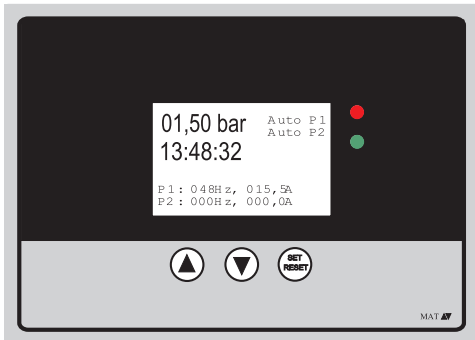 01,50 bar
Auto P1
Auto P2
13:48:32
P1: 048Hz, 015,5A
P2: 000Hz, 000,0A
SET
RESET
MAT